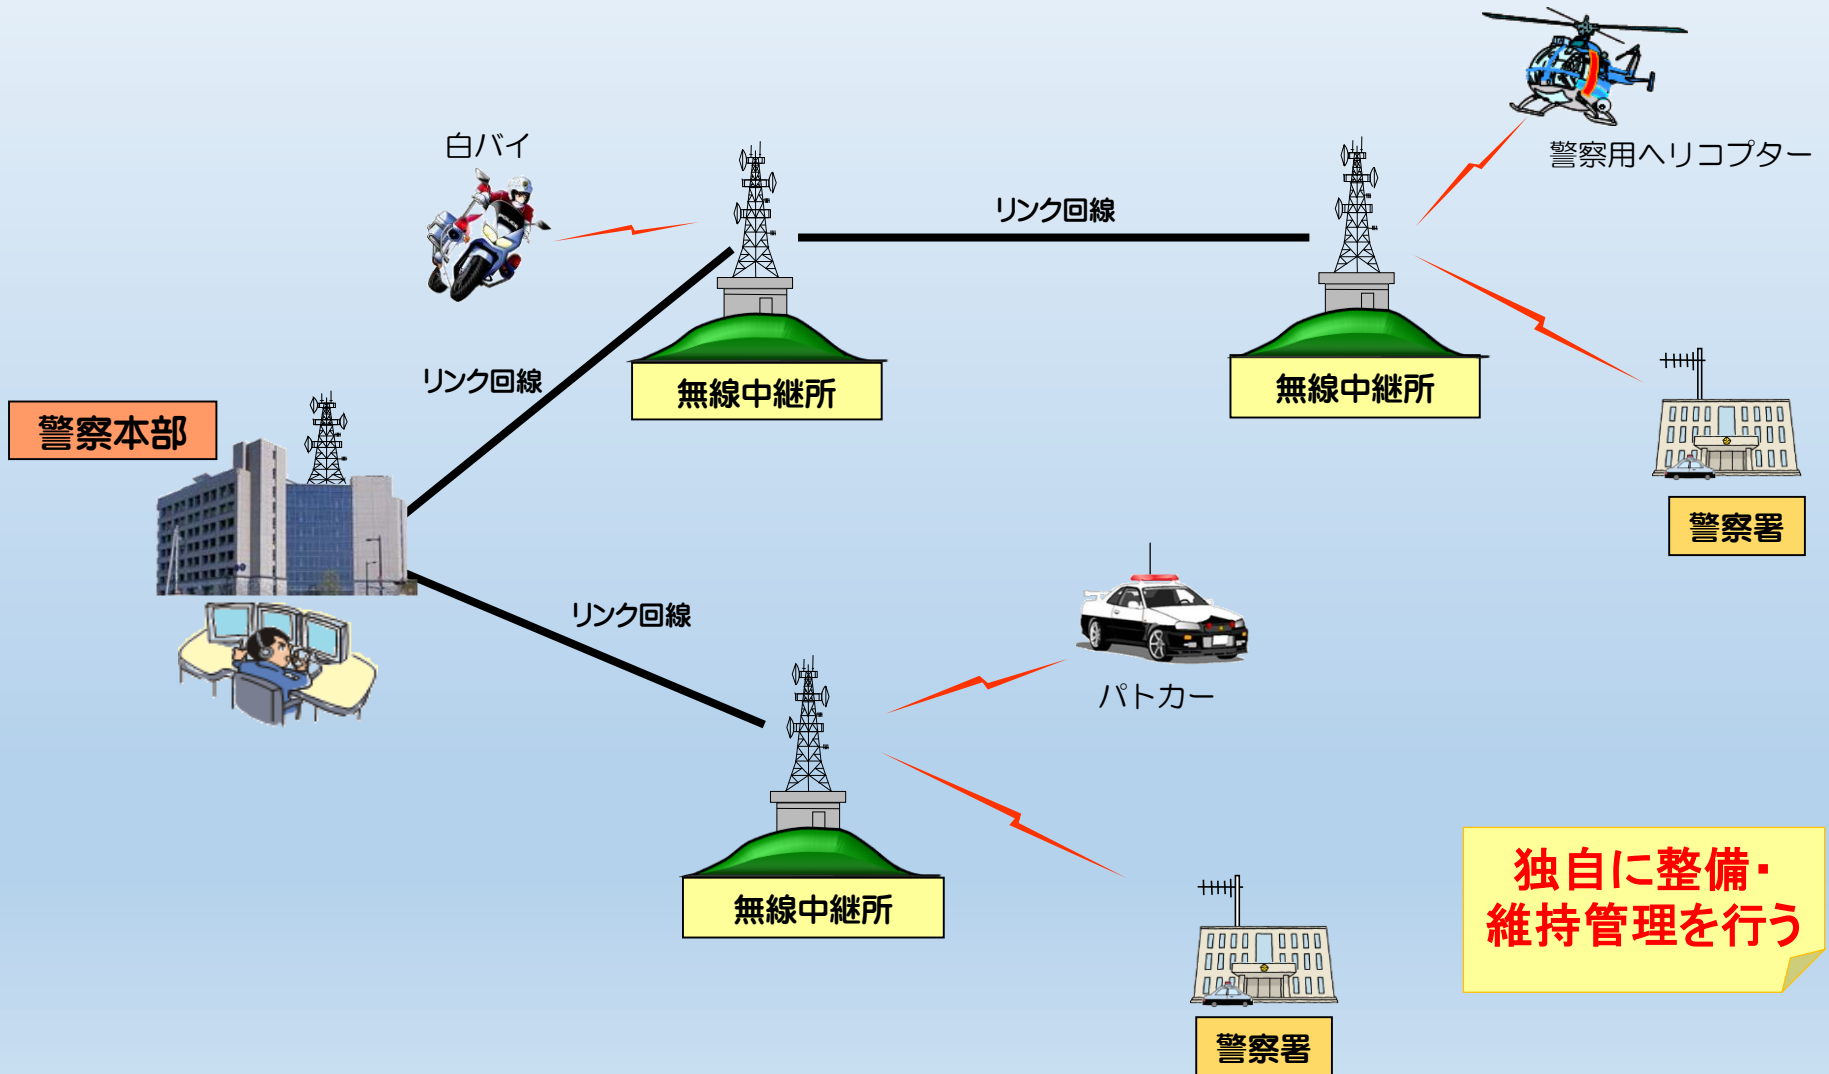 白バイ
警察用ヘリコプター
リンク回線
リンク回線
無線中継所
無線中継所
警察本部
警察署
リンク回線
パトカー
無線中継所
独自に整備・
維持管理を行う
警察署